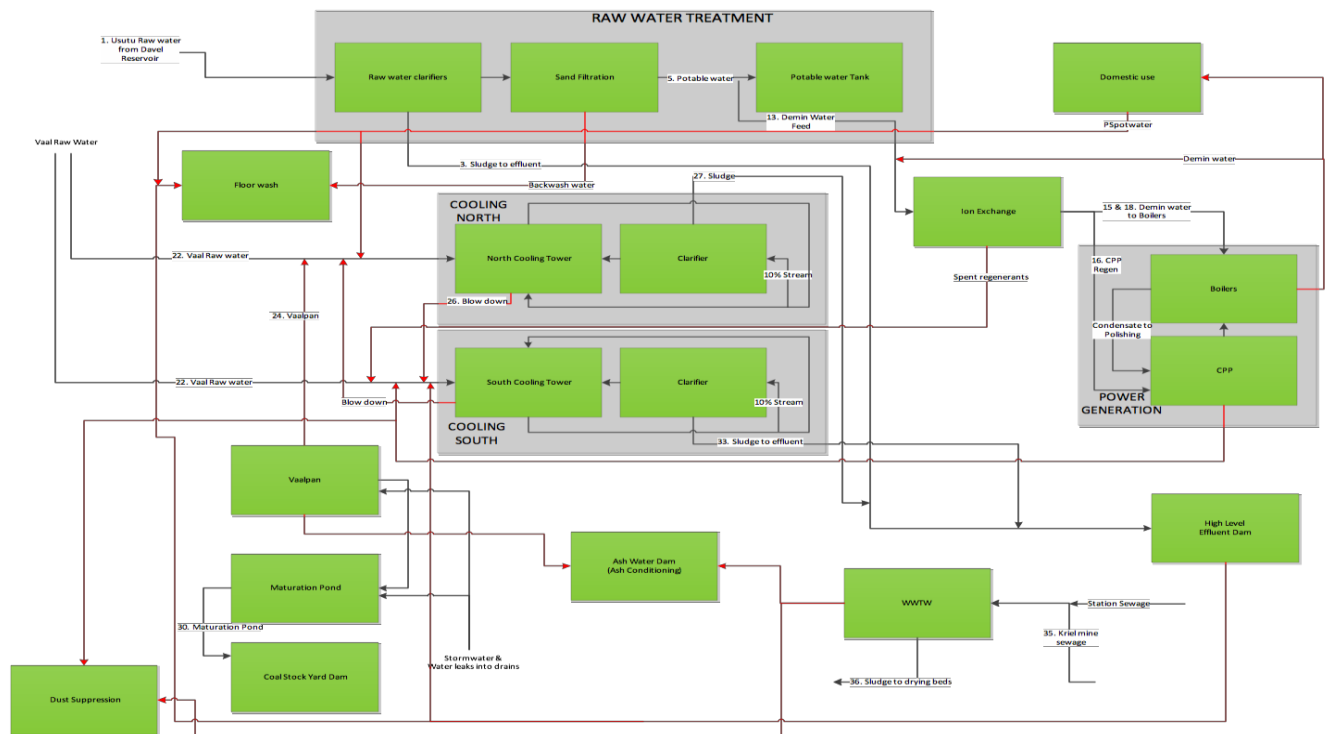 RAW WATER TREATMENT
1. Usutu Raw water
from Davel
Reservoir
Raw water clarifiers
Sand Filtration
5. Potable water
Potable water Tank
Domestic use
13. Demin Water
Feed
PSpotwater
Vaal Raw Water
3. Sludge to effluent
Demin water
Floor wash
Backwash water
27. Sludge
COOLING
NORTH
Ion Exchange
15 & 18. Demin water
to Boilers
22. Vaal Raw water
North Cooling Tower
Clarifier
10% Stream
16. CPP
Regen
Spent regenerants
Boilers
26. Blow down
24. Vaalpan
Condensate to
Polishing
22. Vaal Raw water
South Cooling Tower
Clarifier
CPP
Blow down
10% Stream
POWER
GENERATION
COOLING
SOUTH
33. Sludge to effluent
Vaalpan
High Level
Effluent Dam
Ash Water Dam
(Ash Conditioning)
Maturation Pond
WWTW
Station Sewage
30. Maturation Pond
35. Kriel mine
sewage
Stormwater &
Water leaks into drains
Coal Stock Yard Dam
36. Sludge to drying beds
Dust Suppression